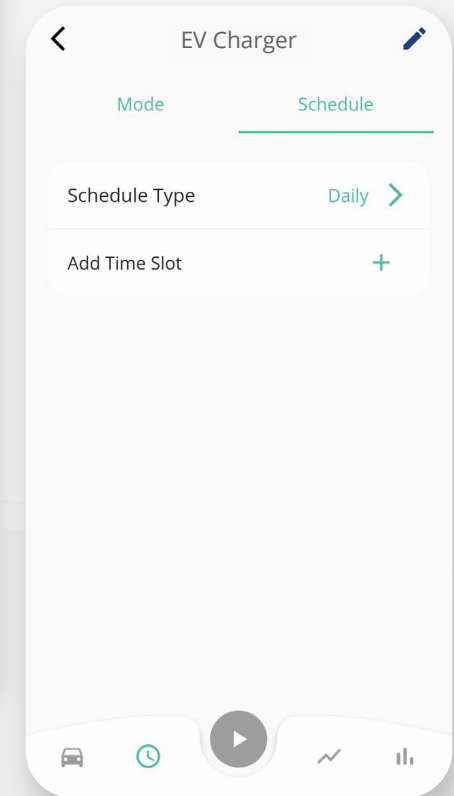 EV Charger
Mode Schedule
Schedule Type Daily
Add Time Slot